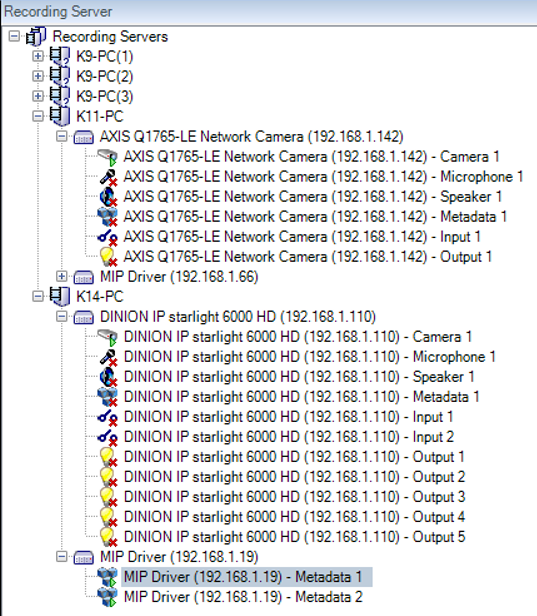 Recording Server
Recording Servers
K9-PC(1)
K9-PC(2)
K9-PC(3)
K11-PC
AXIS Q1765-LE Network Camera (192.168.1.142)
AXIS Q1765-LE Network Camera (192.168.1.142) - Camera 1
AXIS Q1765-LE Network Camera (192.168.1.142) - Microphone 1
AXIS Q1765-LE Network Camera (192.168.1.142) - Speaker 1
AXIS Q1765-LE Network Camera (192.168.1.142) - Metadata 1
AXIS Q1765-LE Network Camera (192.168.1.142) - Input 1
AXIS Q1765-LE Network Camera (192.168.1.142) - Output 1
MIP Driver (192.168.1.66)
K14-PC
DINION IP starlight 6000 HD (192.168.1.110)
DINION IP starlight 6000 HD (192.168.1.110) - Camera 1
DINION IP starlight 6000 HD (192.168.1.110) - Microphone 1
DINION IP starlight 6000 HD (192.168.1.110) - Speaker 1
DINION IP starlight 6000 HD (192.168.1.110) - Metadata 1
DINION IP starlight 6000 HD (192.168.1.110) - Input 1
DINION IP starlight 6000 HD (192.168.1.110) - Input 2
DINION IP starlight 6000 HD (192.168.1.110) - Output 1
DINION IP starlight 6000 HD (192.168.1.110) - Output 2
DINION IP starlight 6000 HD (192.168.1.110) - Output 3
DINION IP starlight 6000 HD (192.168.1.110) - Output 4
DINION IP starlight 6000 HD (192.168.1.110) - Output 5
MIP Driver (192.168.1.19)
MIP Driver (192.168.1.19) - Metadata 1
MIP Driver (192.168.1.19) - Metadata 2